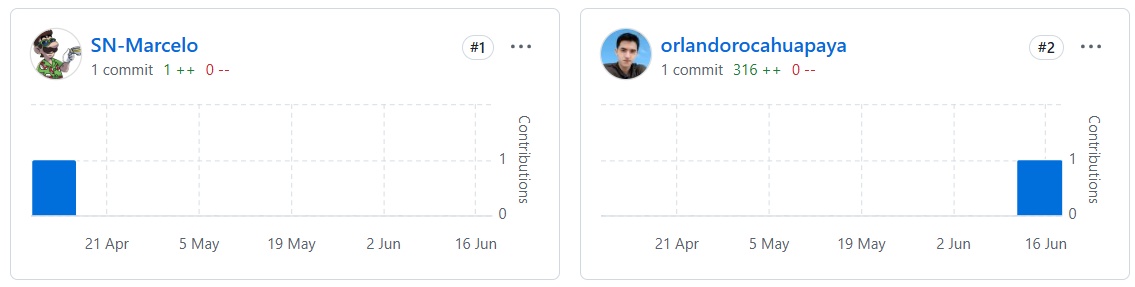 SN-Marcelo
#1
1 commit 1 ++ 0 --
Contributions
1
0
21 Apr 5 May 19 May 2 Jun 16 Jun
orlandorocahuapaya
#2
1 commit 316 ++ 0 --
Contributions
1
0
21 Apr 5 May 19 May 2 Jun 16 Jun